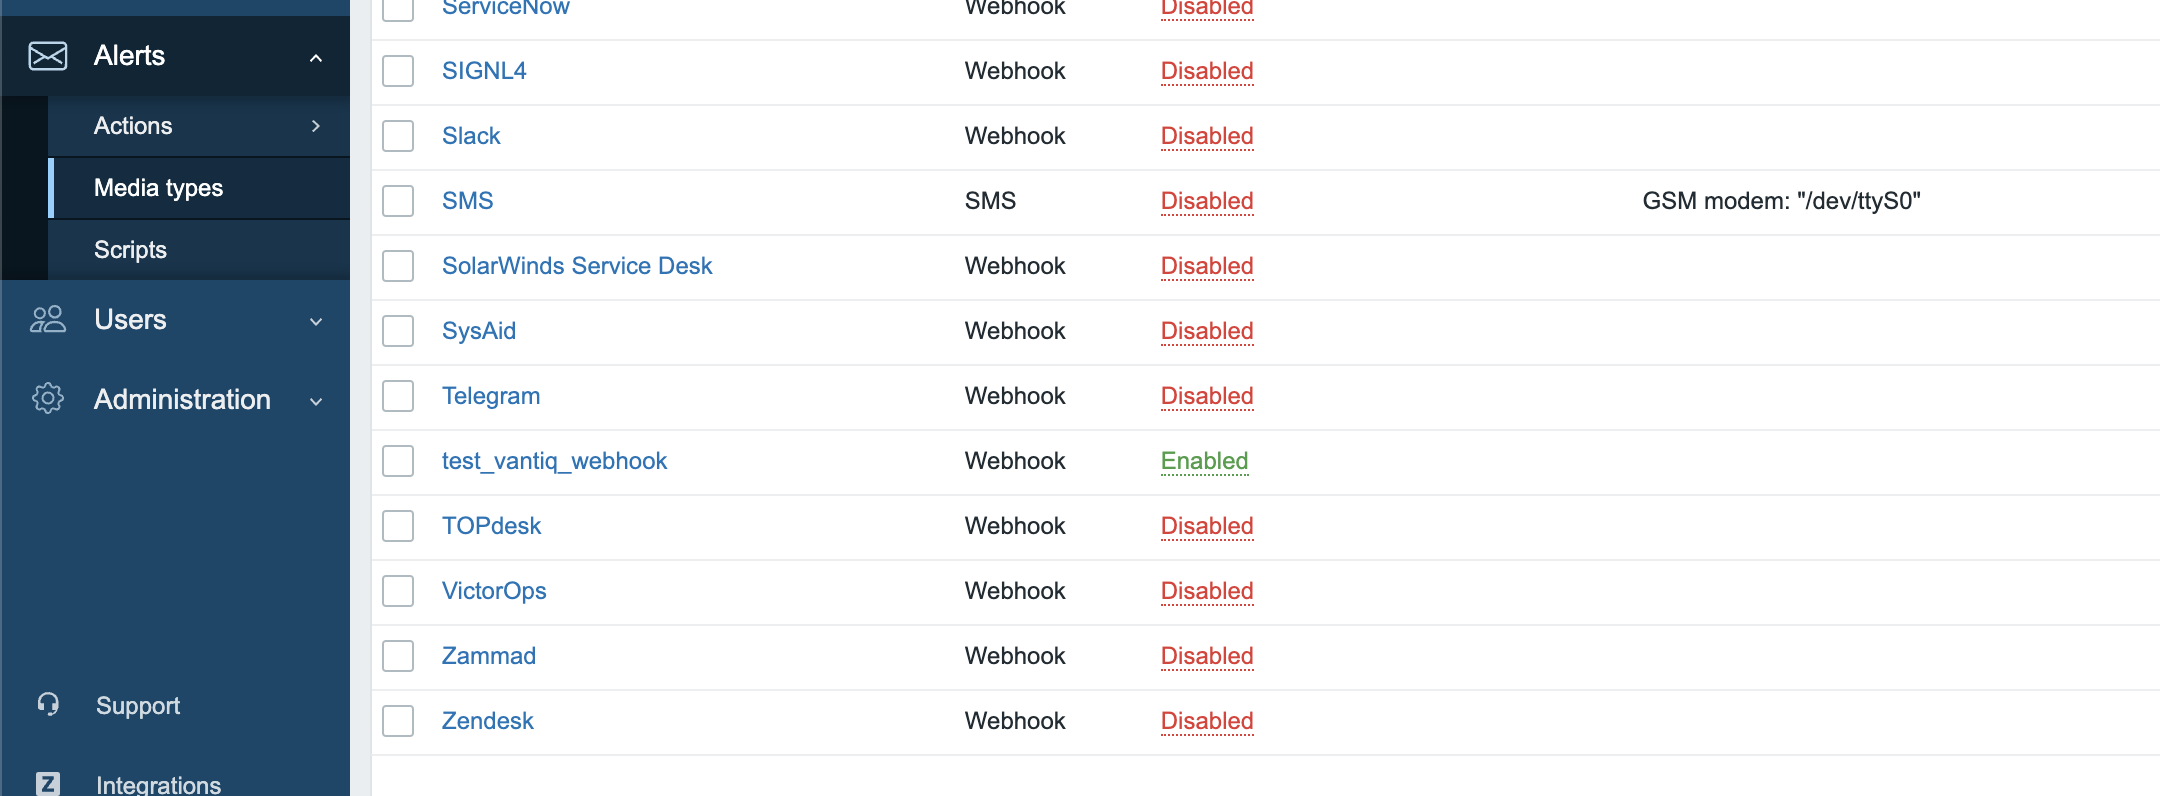 ServiceNow Webhook Disabled
Alerts
SIGNL4 Webhook Disabled
Actions
Slack Webhook Disabled
Media types
SMS SMS Disabled GSM modem: "/dev/ttyS0"
Scripts
SolarWinds Service Desk Webhook Disabled
Users
SysAid Webhook Disabled
Administration
Telegram Webhook Disabled
test_vantiq_webhook Webhook Enabled
TOPdesk Webhook Disabled
VictorOps Webhook Disabled
Zammad Webhook Disabled
Support
Zendesk Webhook Disabled
Z Integrations